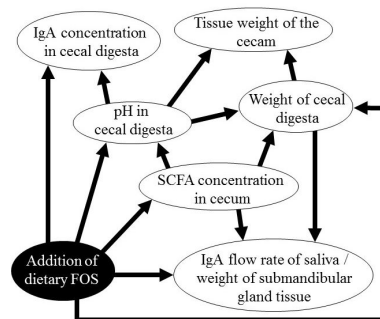 IgA concentration
in cecal digesta
Tissue weight of the
cecam
pH in
cecal digesta
Weight of cecal
digesta
SCFA concentration
in cecum
Addition of
dietary FOS
IgA flow rate of saliva /
weight of submandibular
gland tissue